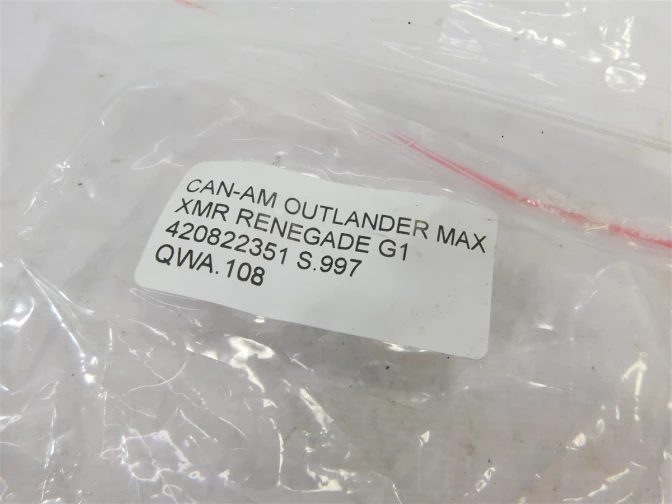 CAN-AM OUTLANDER MAX
XMR RENEGADE G1
420822351 S.997
QWA.108